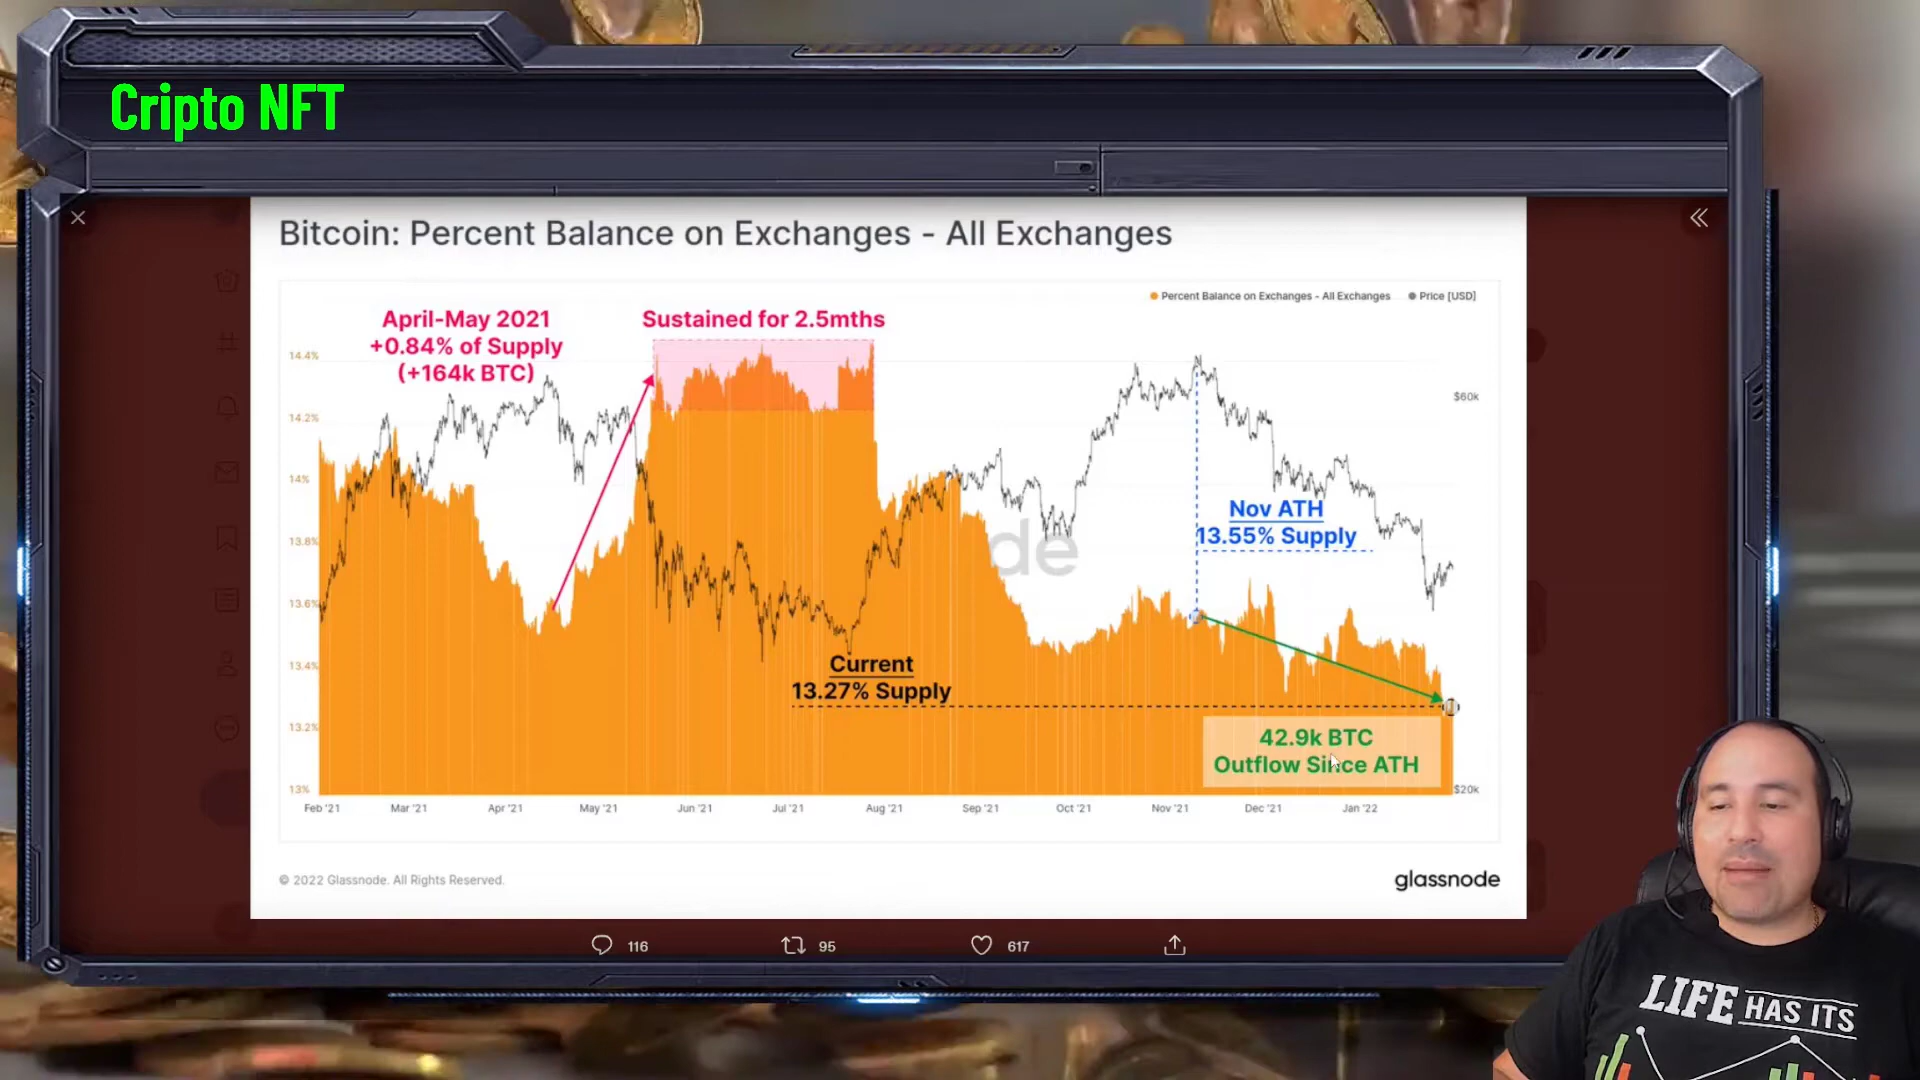 Cripto NFT
Bitcoin: Percent Balance on Exchanges - All Exchanges
Percent Balance on Exchanges - All Exchanges
Price [USD]
April-May 2021
+0.84% of Supply
(+164k BTC)
Sustained for 2.5mths
14.4%
14.2%
14%
13.8%
13.6%
13.4%
13.2%
13%
$60k
$20k
Nov ATH
13.55% Supply
de
Current
13.27% Supply
42.9k BTC
Outflow Since ATH
Feb '21
Mar '21
Apr '21
May '21
Jun '21
Jul '21
Aug '21
Sep '21
Oct '21
Nov '21
Dec '21
Jan '22
© 2022 Glassnode. All Rights Reserved.
glassnode
116
95
617
LIFE HAS ITS